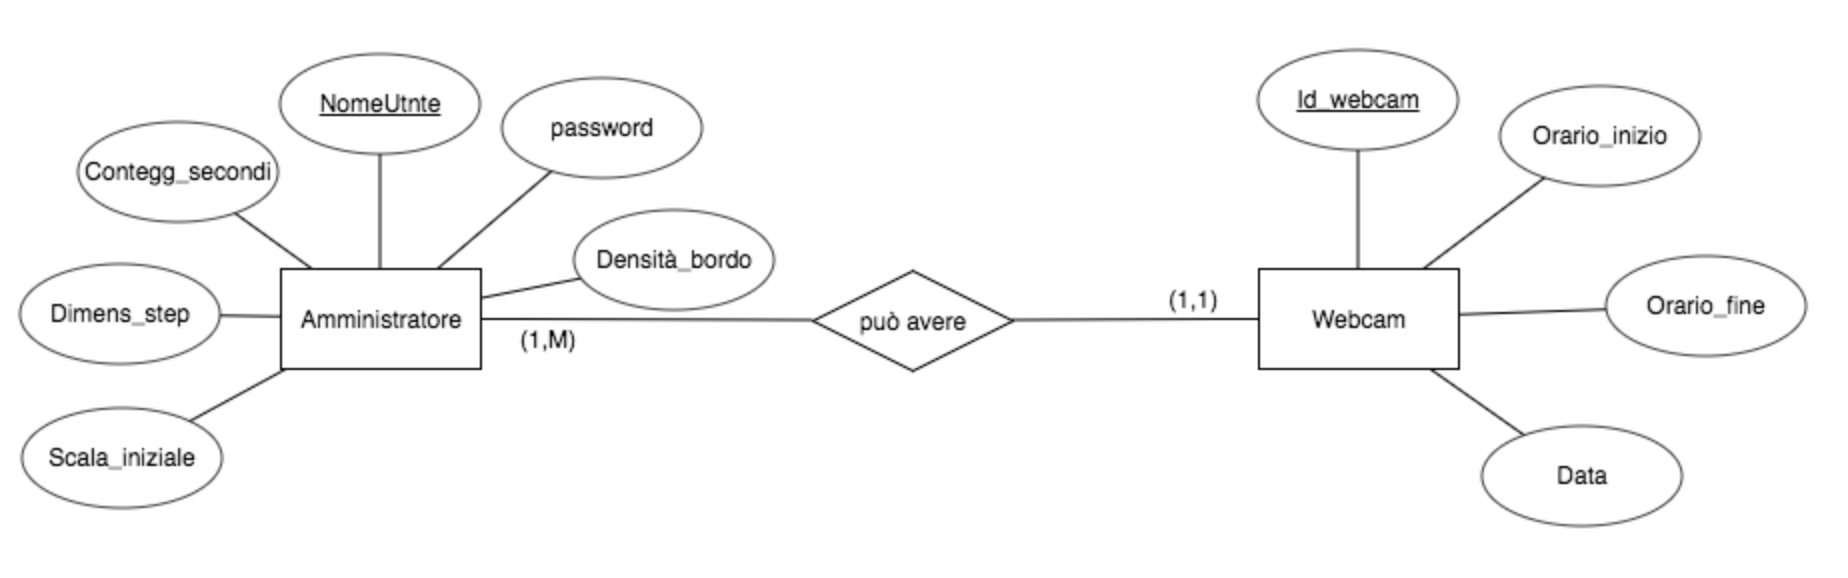 NomeUtnte
password
Contegg_secondi
Densità_bordo
Dimens_step
Amministratore
(1,M)
Scala_iniziale
può avere
(1,1)
Id_webcam
Orario_inizio
Webcam
Orario_fine
Data